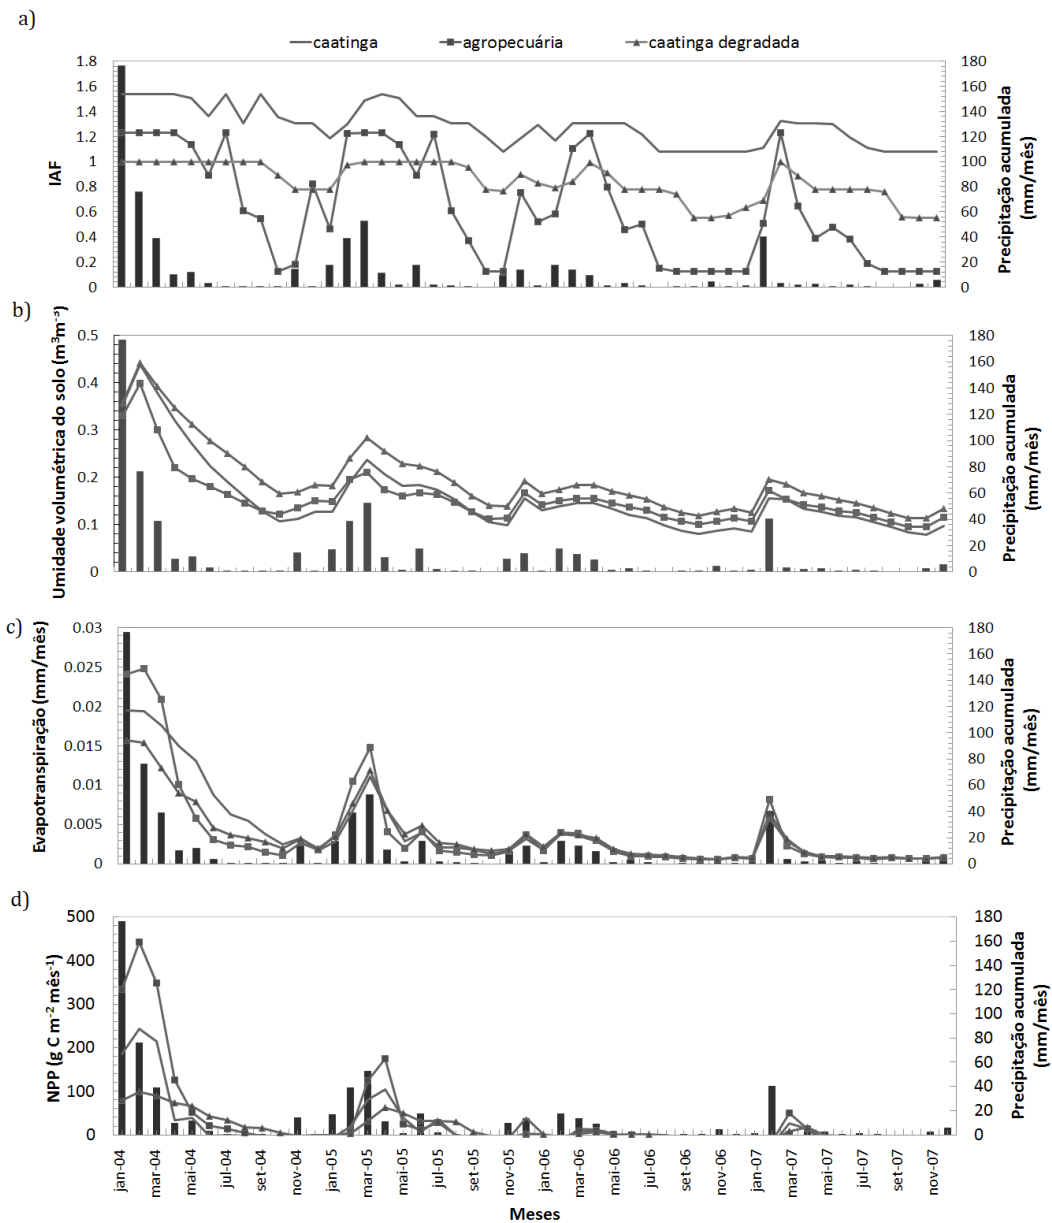 a)
caatinga agropecuária caatinga degradada
IAF
1.8
1.6
1.4
1.2
1
0.8
0.6
0.4
0.2
0
180
160
140
120
100
80
60
40
20
0
Precipitação acumulada
(mm/mês)
b)
Umidade volumétrica do solo (m³m⁻³)
0.5
0.4
0.3
0.2
0.1
0
180
160
140
120
100
80
60
40
20
0
Precipitação acumulada
(mm/mês)
c)
Evapotranspiração (mm/mês)
0.03
0.025
0.02
0.015
0.01
0.005
0
180
160
140
120
100
80
60
40
20
0
Precipitação acumulada
(mm/mês)
d)
NPP (g C m⁻² mês⁻¹)
500
400
300
200
100
0
180
160
140
120
100
80
60
40
20
0
Precipitação acumulada
(mm/mês)
jan-04
mar-04
mai-04
jul-04
set-04
nov-04
jan-05
mar-05
mai-05
jul-05
set-05
nov-05
jan-06
mar-06
mai-06
jul-06
set-06
nov-06
jan-07
mar-07
mai-07
jul-07
set-07
nov-07
Meses